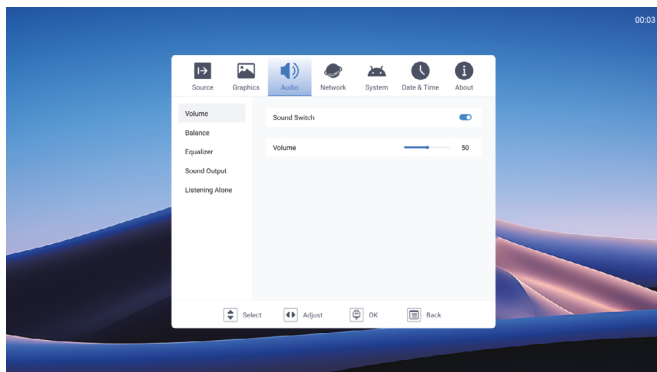 00:03
Source Graphics Audio Network System Date & Time About
Volume
Sound Switch
Balance
Volume 50
Equalizer
Sound Output
Listening Alone
Select Adjust OK Back